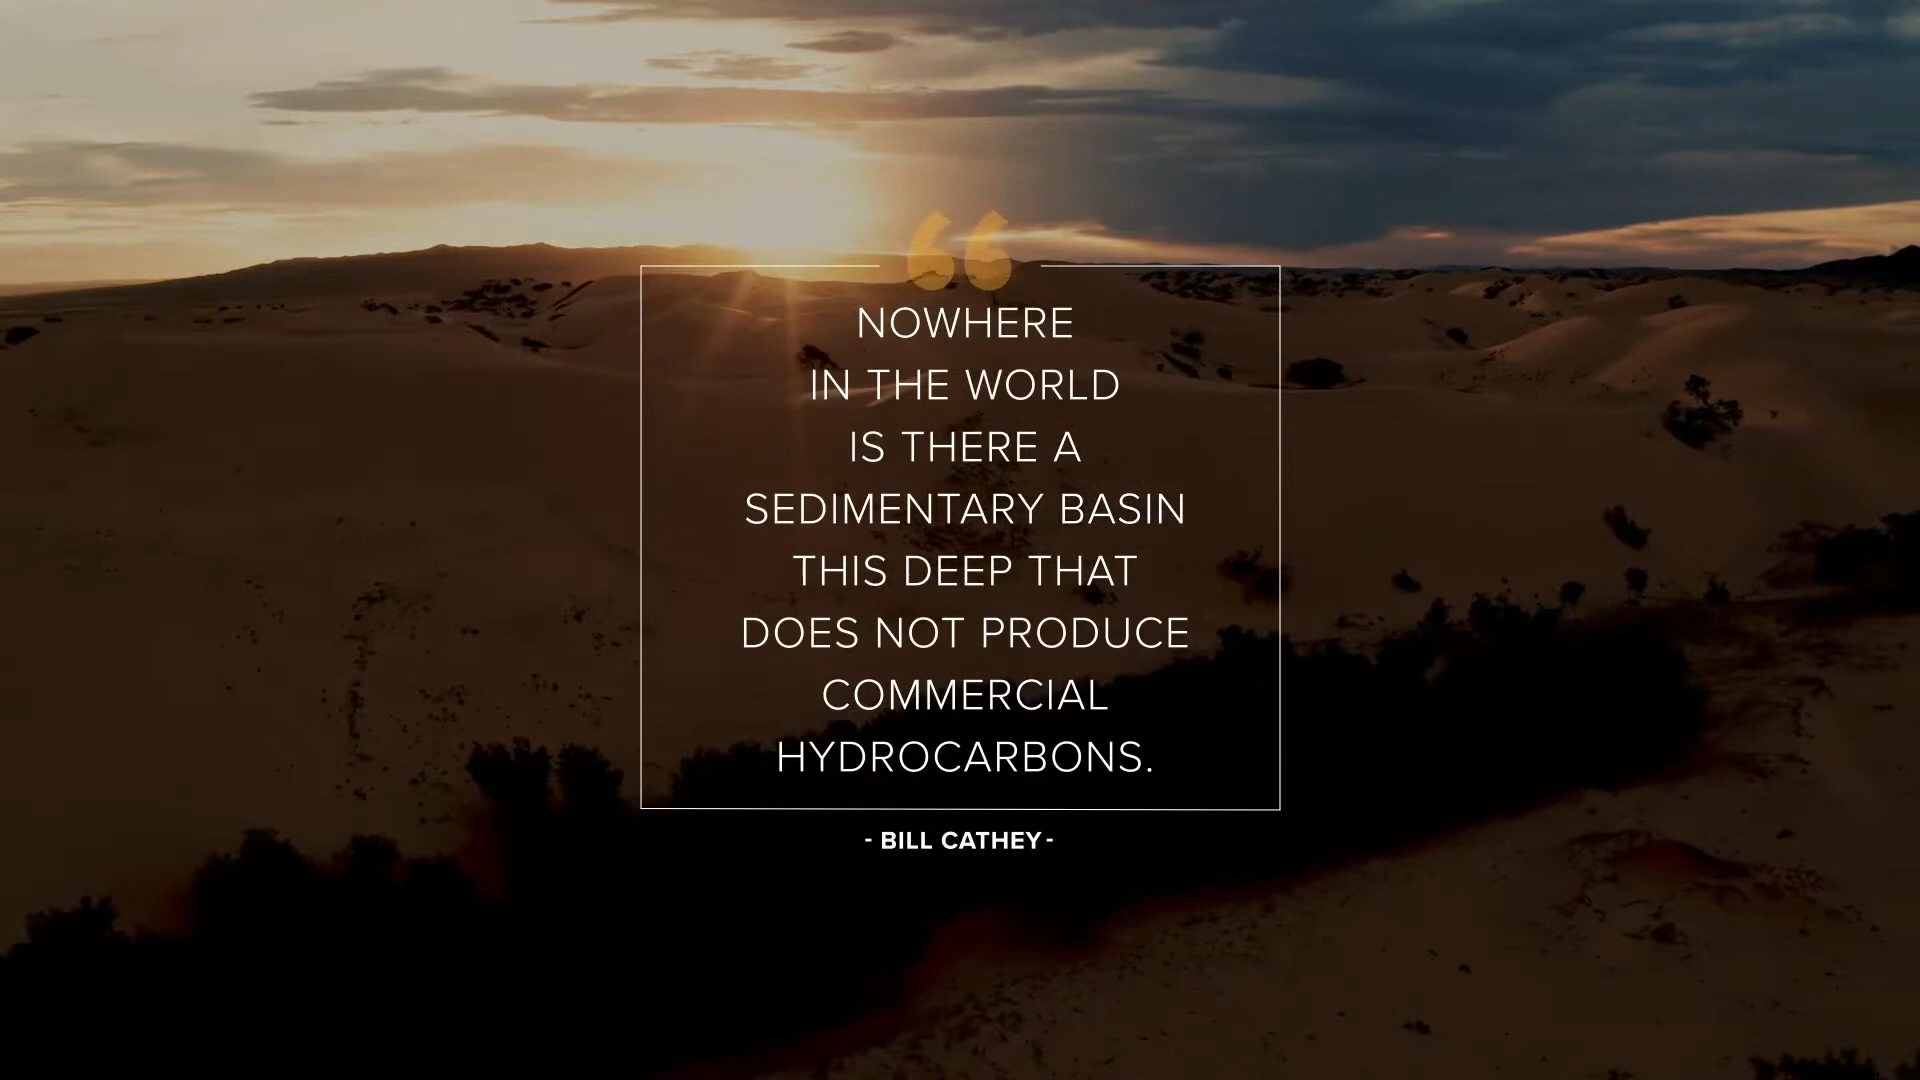 “
NOWHERE
IN THE WORLD
IS THERE A
SEDIMENTARY BASIN
THIS DEEP THAT
DOES NOT PRODUCE
COMMERCIAL
HYDROCARBONS.
- BILL CATHEY -